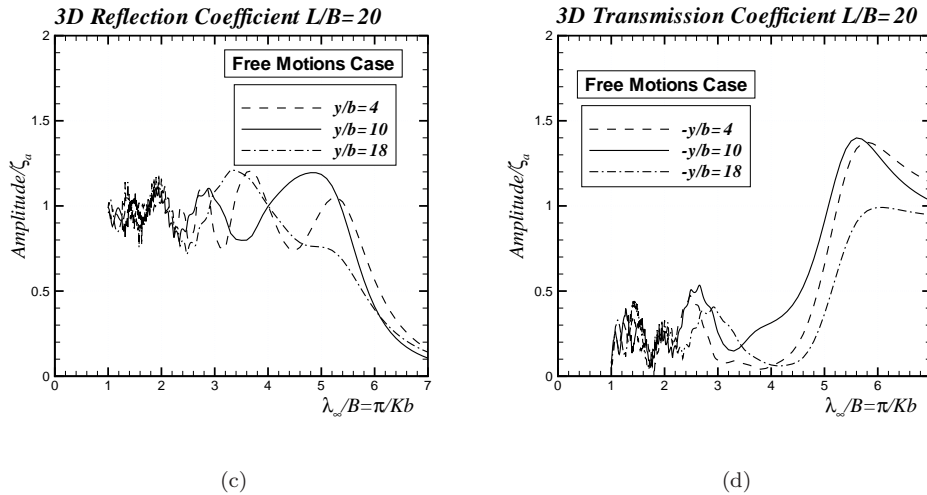 3D Reflection Coefficient L/B=20
Free Motions Case
y/b=4
y/b=10
y/b=18
Amplitude/ζa
2
1.5
1
0.5
0
0 1 2 3 4 5 6 7
λ∞/B=π/Kb
(c)
3D Transmission Coefficient L/B=20
Free Motions Case
-y/b=4
-y/b=10
-y/b=18
Amplitude/ζa
2
1.5
1
0.5
0
0 1 2 3 4 5 6
λ∞/B=π/Kb
(d)